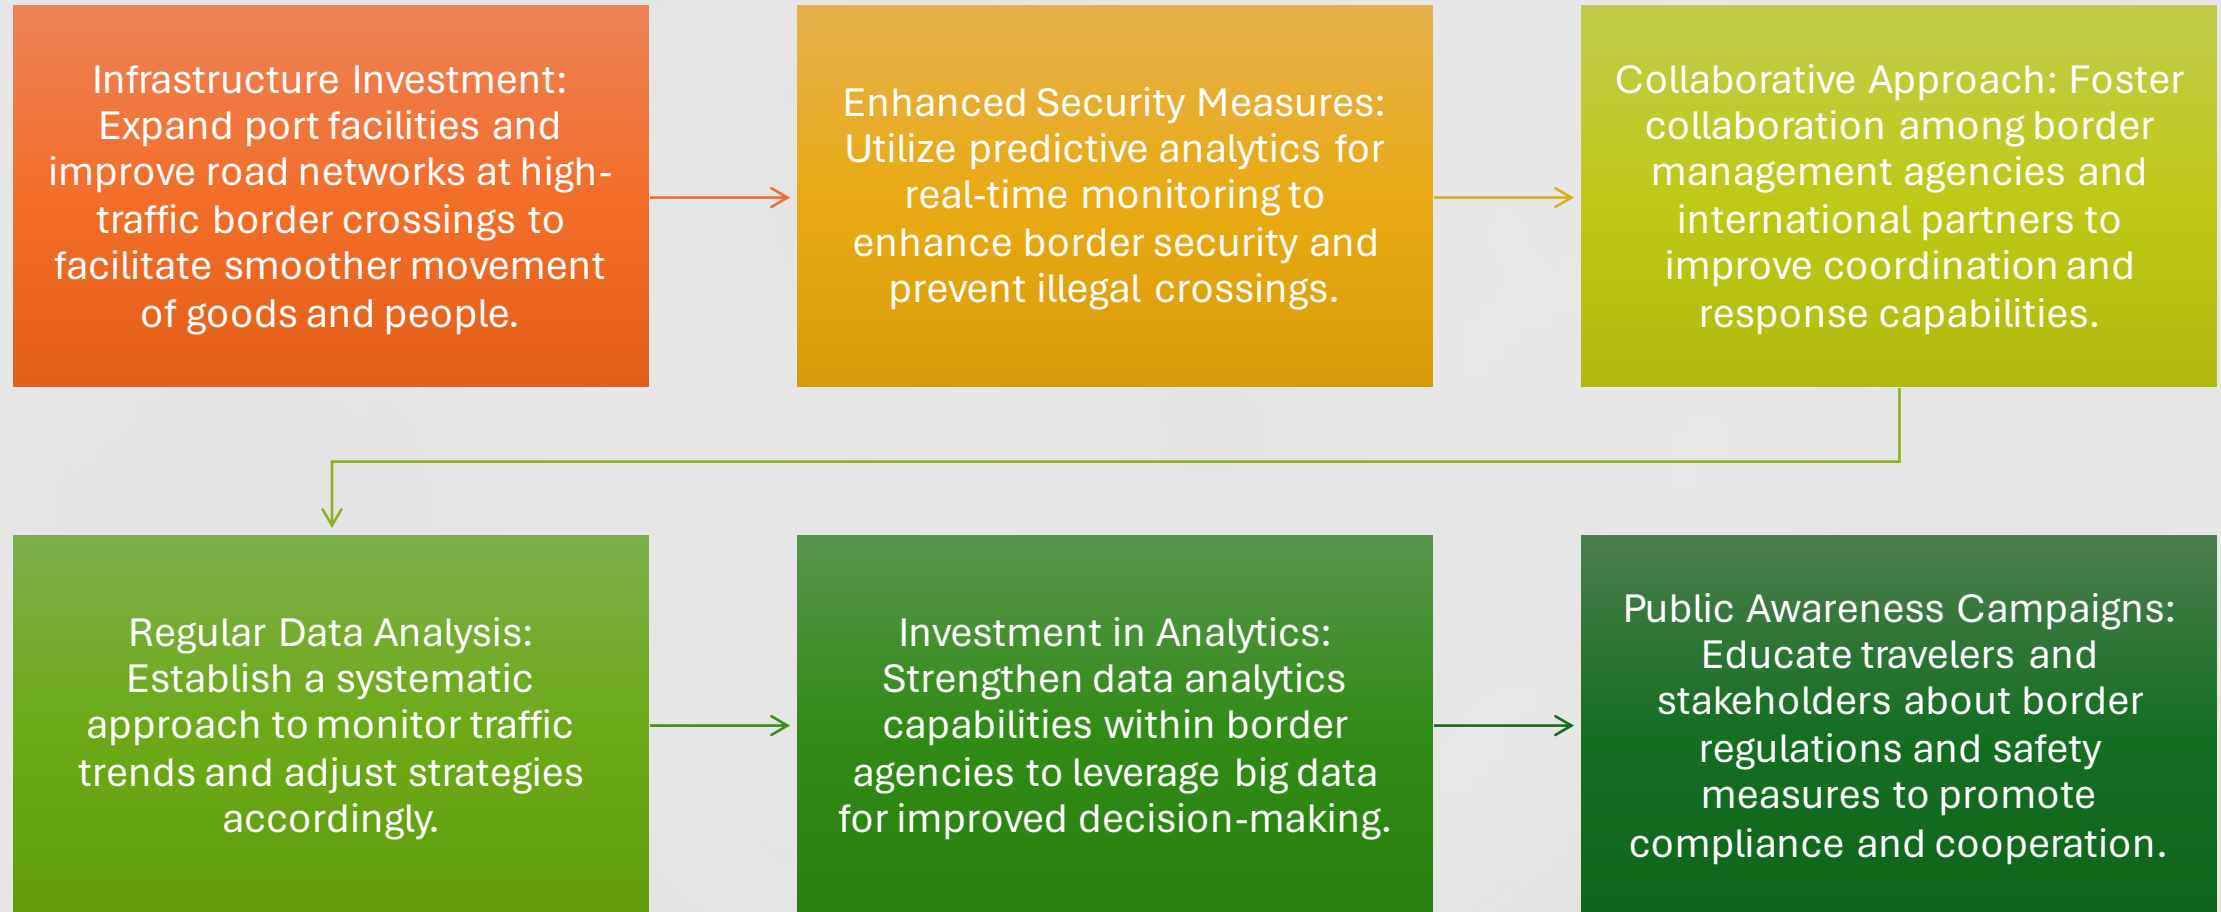 Infrastructure Investment:
Expand port facilities and
improve road networks at high-
traffic border crossings to
facilitate smoother movement
of goods and people.
Enhanced Security Measures:
Utilize predictive analytics for
real-time monitoring to
enhance border security and
prevent illegal crossings.
Collaborative Approach: Foster
collaboration among border
management agencies and
international partners to
improve coordination and
response capabilities.
Regular Data Analysis:
Establish a systematic
approach to monitor traffic
trends and adjust strategies
accordingly.
Investment in Analytics:
Strengthen data analytics
capabilities within border
agencies to leverage big data
for improved decision-making.
Public Awareness Campaigns:
Educate travelers and
stakeholders about border
regulations and safety
measures to promote
compliance and cooperation.